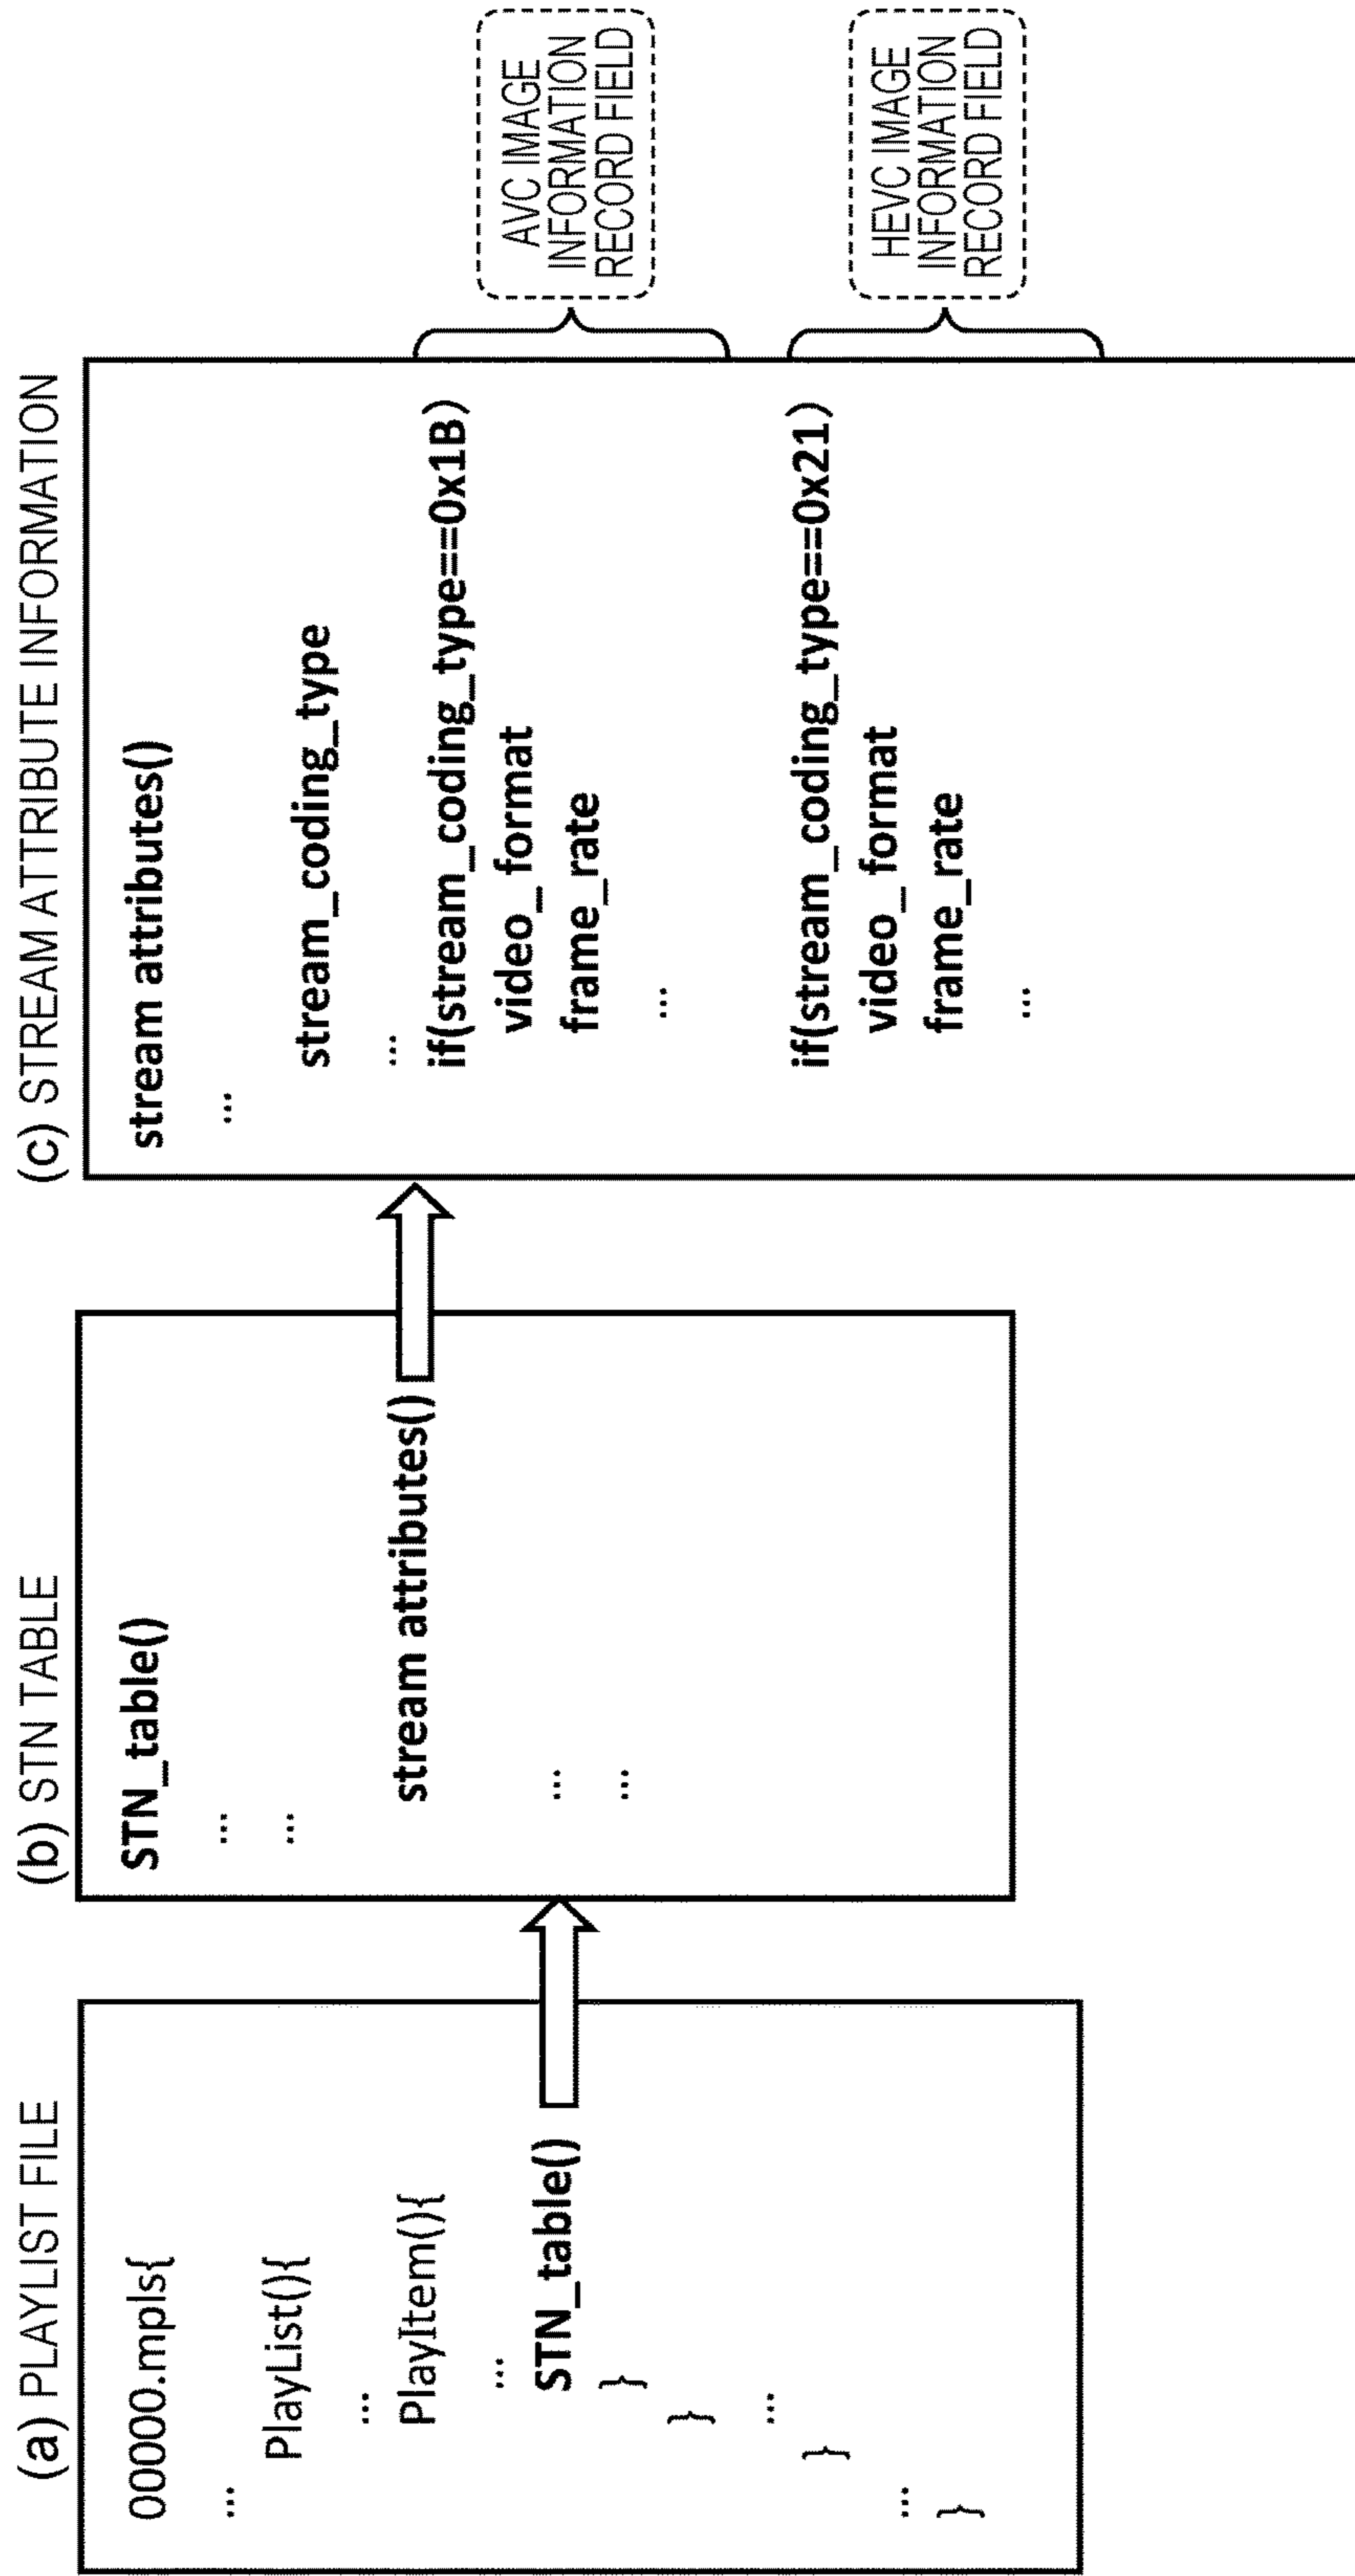 (a) PLAYLIST FILE
00000.mpls{
...
PlayList(){
...
PlayItem(){
...
STN_table()
}
}
...
}
...
}
(b) STN TABLE
STN_table()
...
...
stream attributes()
...
...
(c) STREAM ATTRIBUTE INFORMATION
stream attributes()
...
stream_coding_type
...
if(stream_coding_type==0x1B)
video_format
frame_rate
...
if(stream_coding_type==0x21)
video_format
frame_rate
...
AVC IMAGE
INFORMATION
RECORD FIELD
HEVC IMAGE
INFORMATION
RECORD FIELD